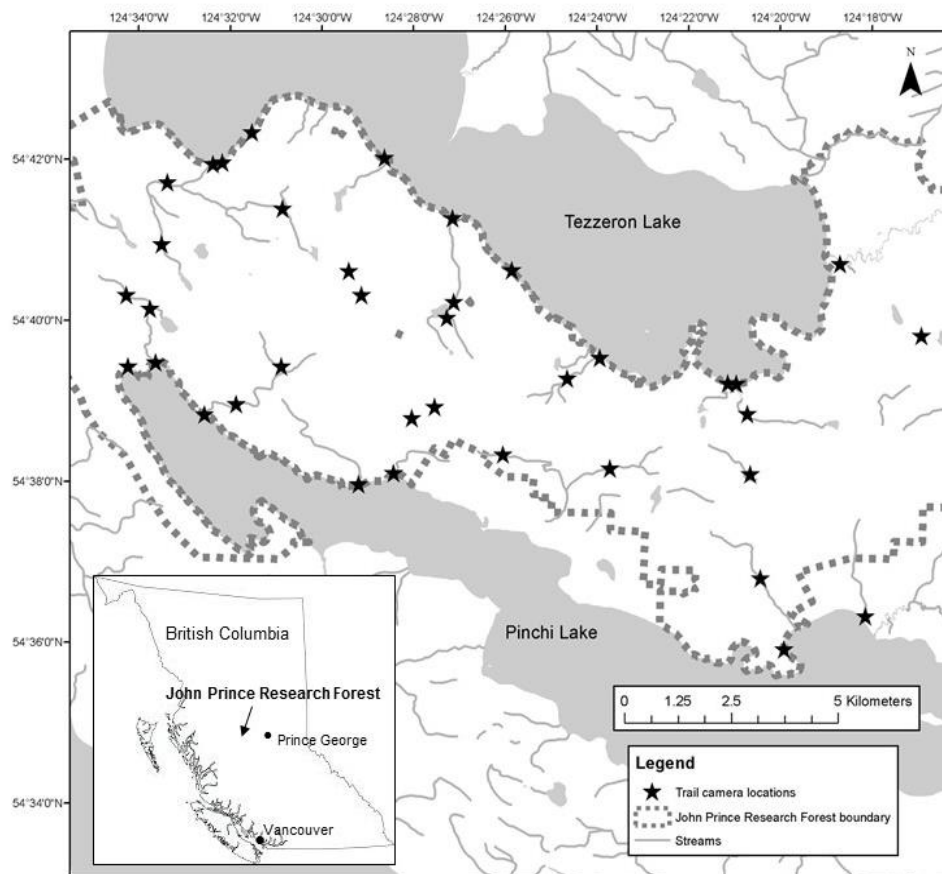 124°34'0"W 124°32'0"W 124°30'0"W 124°28'0"W 124°26'0"W 124°24'0"W 124°22'0"W 124°20'0"W 124°18'0"W
N
54°42'0"N
Tezzeron Lake
54°40'0"N
54°38'0"N
54°36'0"N
Pinchi Lake
54°34'0"N
British Columbia
John Prince Research Forest
Prince George
Vancouver
0 1.25 2.5 5 Kilometers
Legend
Trail camera locations
John Prince Research Forest boundary
Streams